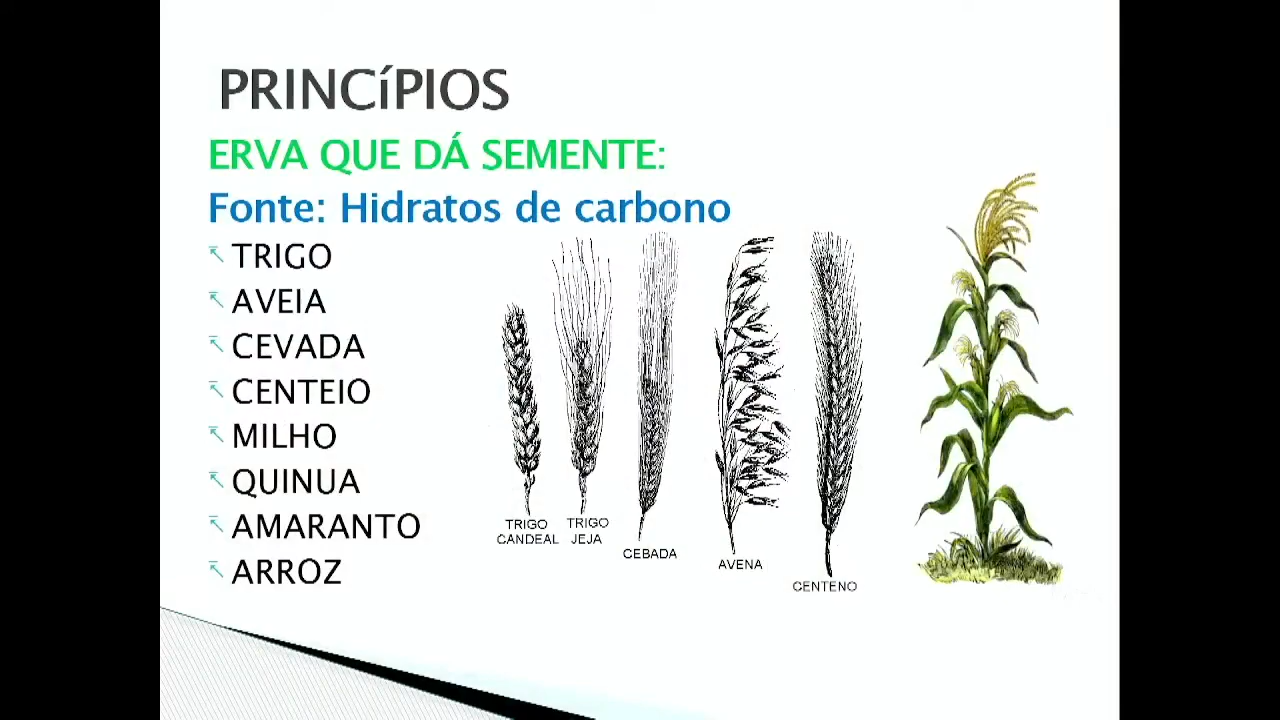 PRINCíPIOS
ERVA QUE DÁ SEMENTE:
Fonte: Hidratos de carbono
TRIGO
AVEIA
CEVADA
CENTEIO
MILHO
QUINUA
AMARANTO
ARROZ
TRIGO
CANDEAL
TRIGO
JEJA
CEBADA
AVENA
CENTENO